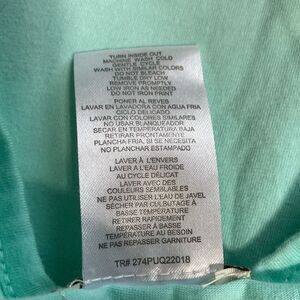 TURN INSIDE OUT
MACHINE WASH COLD
GENTLE CYCLE
WASH WITH SIMILAR COLORS
DO NOT BLEACH
TUMBLE DRY LOW
REMOVE PROMPTLY
LOW IRON AS NEEDED
DO NOT IRON PRINT
PONER AL REVES
LAVAR EN LAVADORA CON AGUA FRIA
CICLO DELICADO
LAVAR CON COLORES SIMILARES
NO USAR BLANQUEADOR
SECAR EN TEMPERATURA BAJA
RETIRAR PRONTAMENTE
PLANCHA FRIA, SI SE NECESITA
NO PLANCHAR ESTAMPADO
LAVER À L'ENVERS
LAVER A L'EAU FROIDE
AU CYCLE DÉLICAT
LAVER AVEC DES
COULEURS SEMBLABLES
NE PAS UTILISER L'EAU DE JAVEL
SÉCHER PAR CULBUTAGE À
BASSE TEMPÉRATURE
RETIRER RAPIDEMENT
REPASSER À BASSE
TEMPÉRATURE AU BESOIN
NE PAS REPASSER GARNITURE
TR# 274PUQ22018